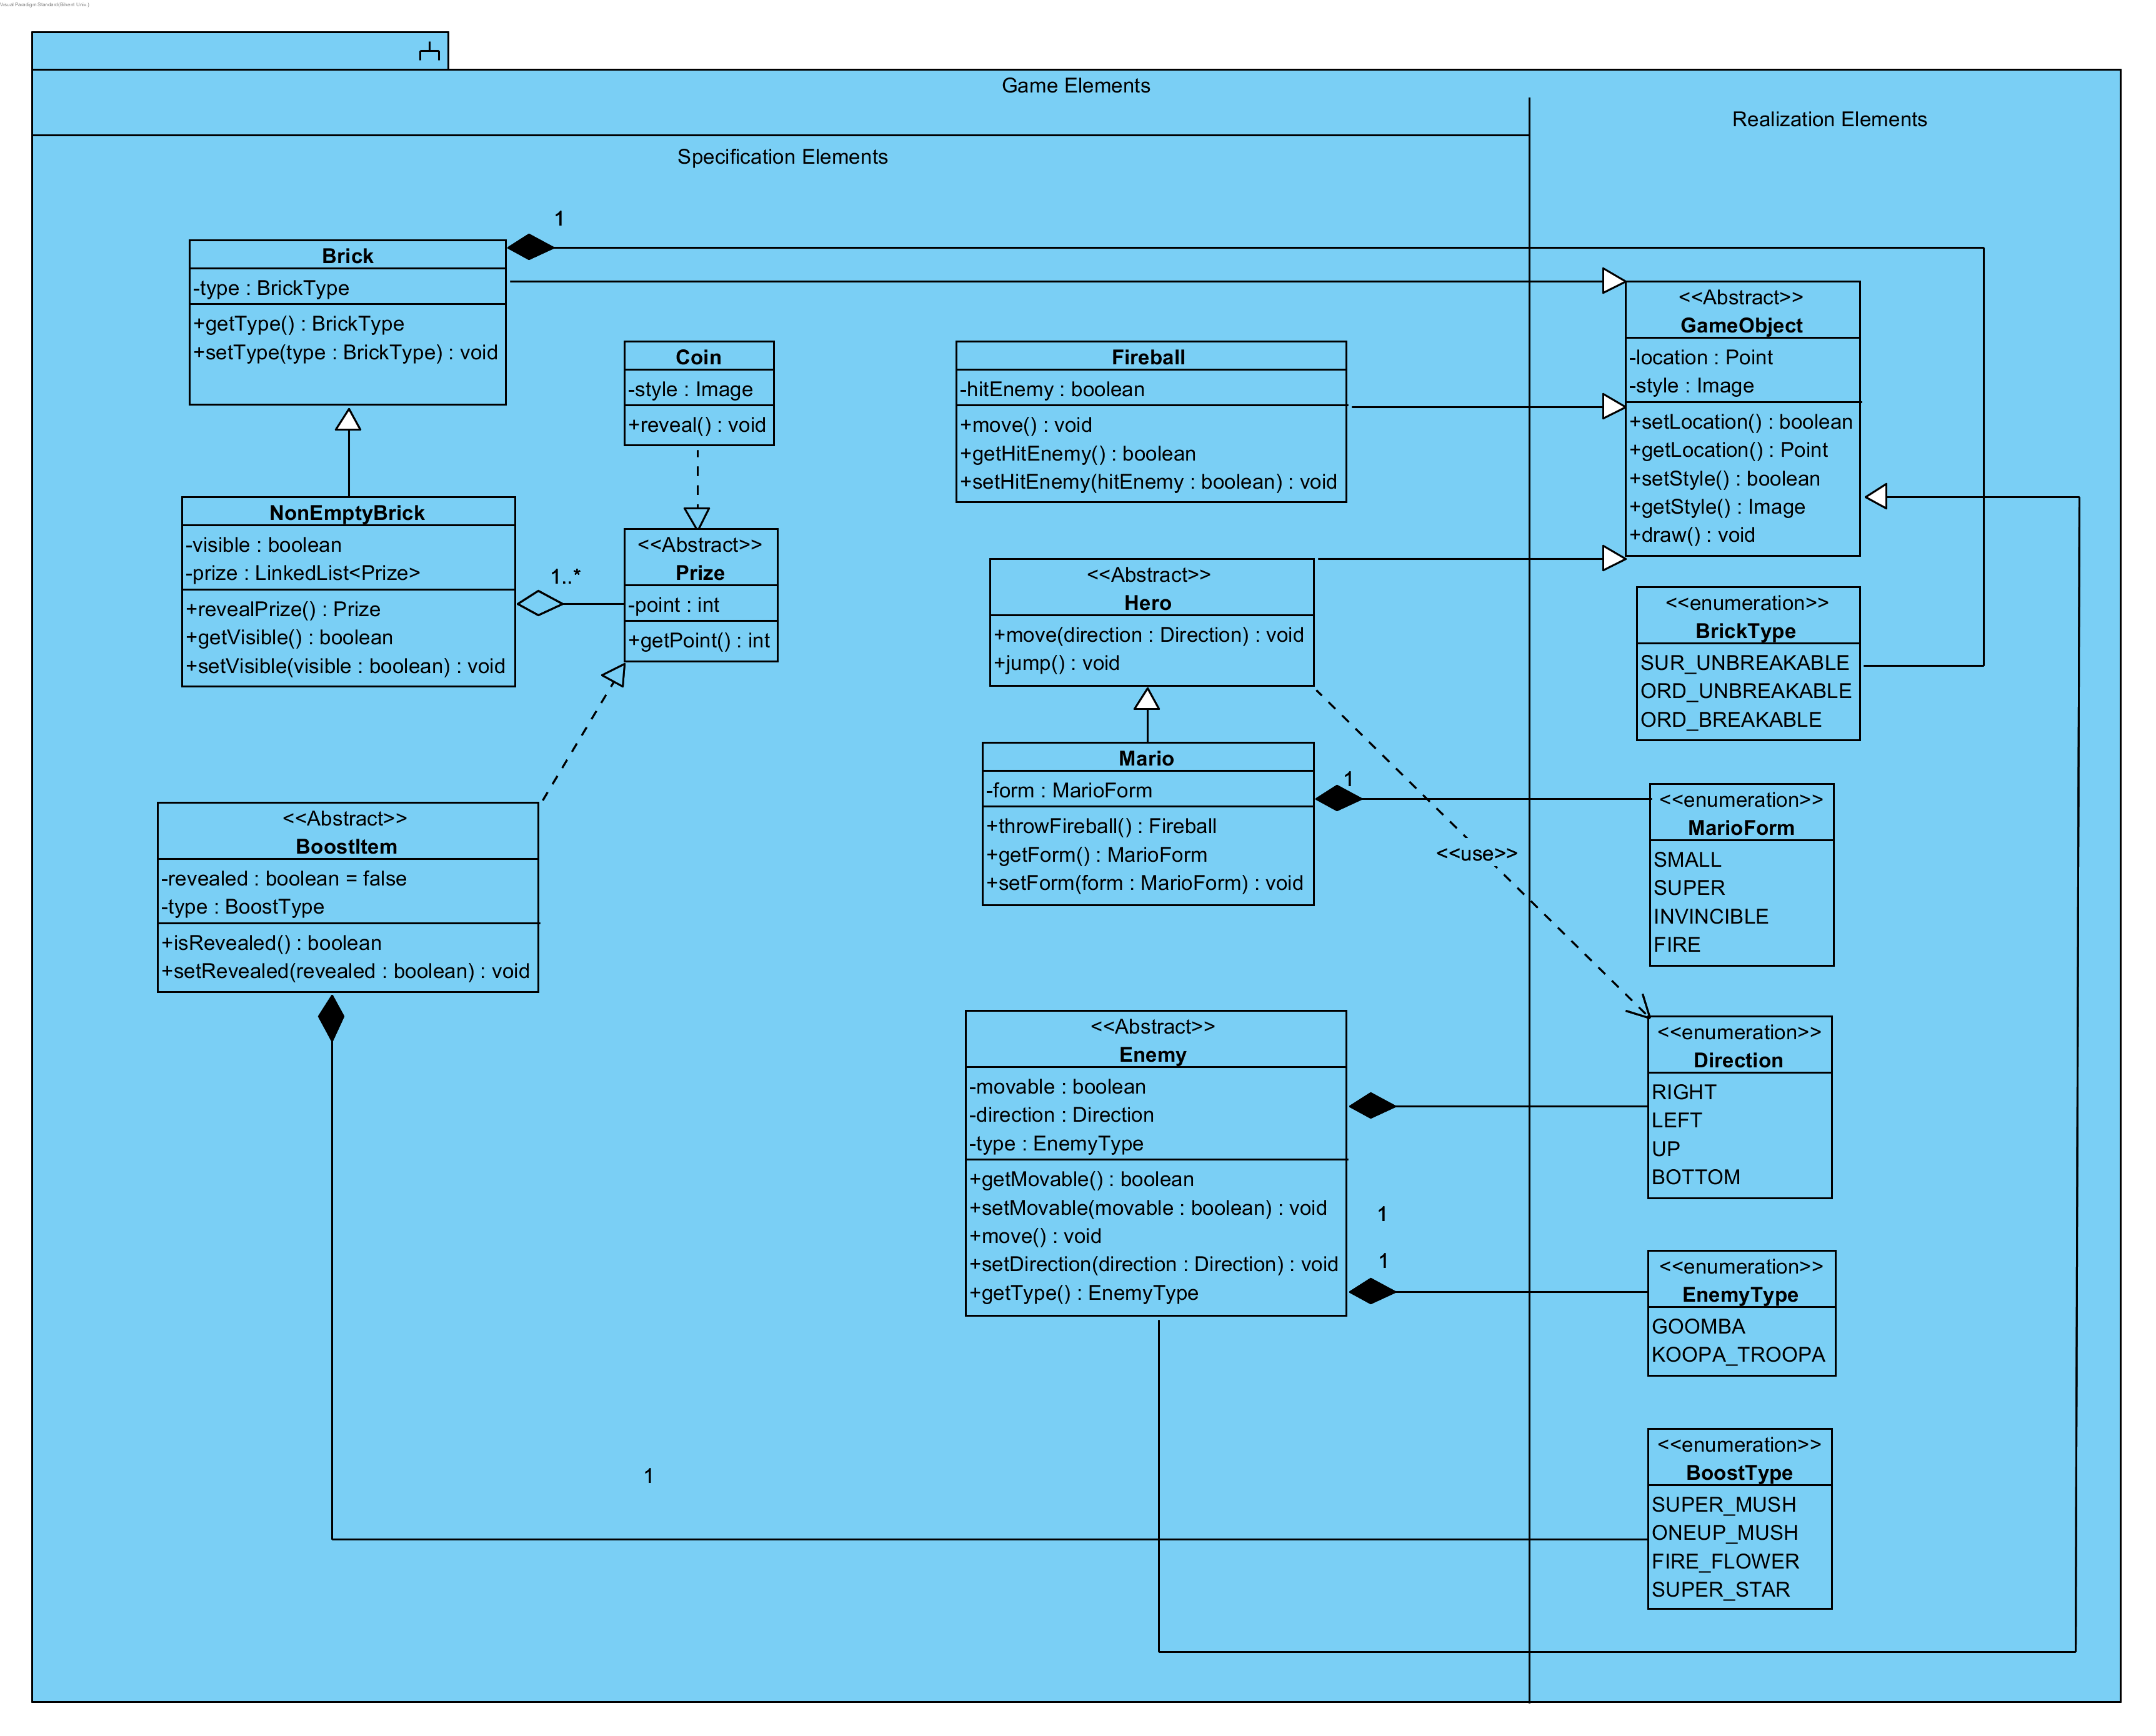 Visual Paradigm Standard(Bilkent Univ.)
Game Elements
Realization Elements
Specification Elements
1
Brick
-type : BrickType
+getType() : BrickType
+setType(type : BrickType) : void
Coin
-style : Image
+reveal() : void
Fireball
-hitEnemy : boolean
+move() : void
+getHitEnemy() : boolean
+setHitEnemy(hitEnemy : boolean) : void
<<Abstract>>
GameObject
-location : Point
-style : Image
+setLocation() : boolean
+getLocation() : Point
+setStyle() : boolean
+getStyle() : Image
+draw() : void
NonEmptyBrick
-visible : boolean
-prize : LinkedList<Prize>
+revealPrize() : Prize
+getVisible() : boolean
+setVisible(visible : boolean) : void
1..*
<<Abstract>>
Prize
-point : int
+getPoint() : int
<<Abstract>>
Hero
+move(direction : Direction) : void
+jump() : void
<<enumeration>>
BrickType
SUR_UNBREAKABLE
ORD_UNBREAKABLE
ORD_BREAKABLE
Mario
-form : MarioForm
+throwFireball() : Fireball
+getForm() : MarioForm
+setForm(form : MarioForm) : void
1
<<use>>
<<enumeration>>
MarioForm
SMALL
SUPER
INVINCIBLE
FIRE
<<Abstract>>
BoostItem
-revealed : boolean = false
-type : BoostType
+isRevealed() : boolean
+setRevealed(revealed : boolean) : void
<<Abstract>>
Enemy
-movable : boolean
-direction : Direction
-type : EnemyType
+getMovable() : boolean
+setMovable(movable : boolean) : void
+move() : void
+setDirection(direction : Direction) : void
+getType() : EnemyType
<<enumeration>>
Direction
RIGHT
LEFT
UP
BOTTOM
1
1
<<enumeration>>
EnemyType
GOOMBA
KOOPA_TROOPA
1
<<enumeration>>
BoostType
SUPER_MUSH
ONEUP_MUSH
FIRE_FLOWER
SUPER_STAR